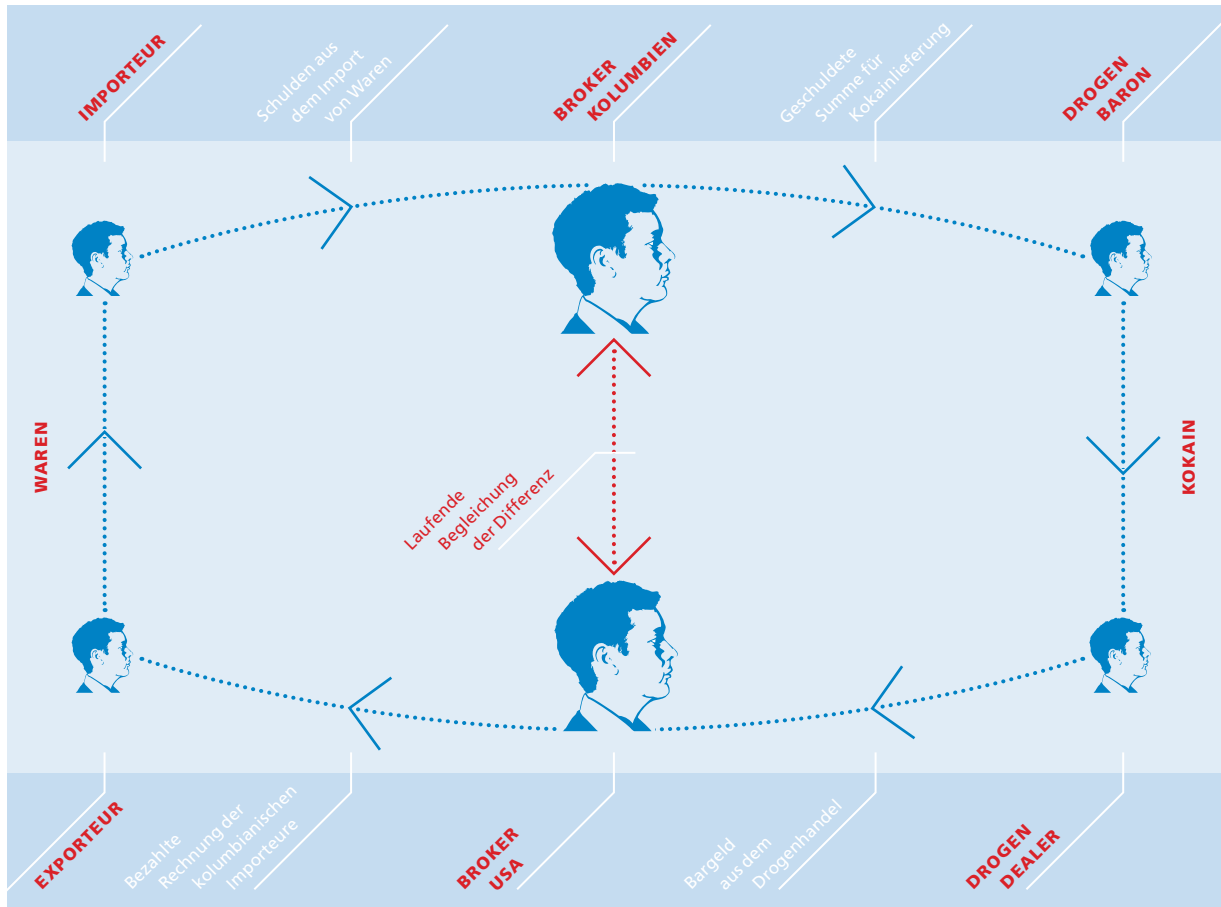 IMPORTEUR
Schulden aus
dem Import
von Waren
BROKER
KOLUMBIEN
Geschuldete
Summe für
Kokainlieferung
DROGEN
BARON
WAREN
Laufende
Begleichung
der Differenz
KOKAIN
EXPORTEUR
Bezahlte
Rechnung der
kolumbianischen
Importeure
BROKER
USA
Bargeld
aus dem
Drogenhandel
DROGEN
DEALER